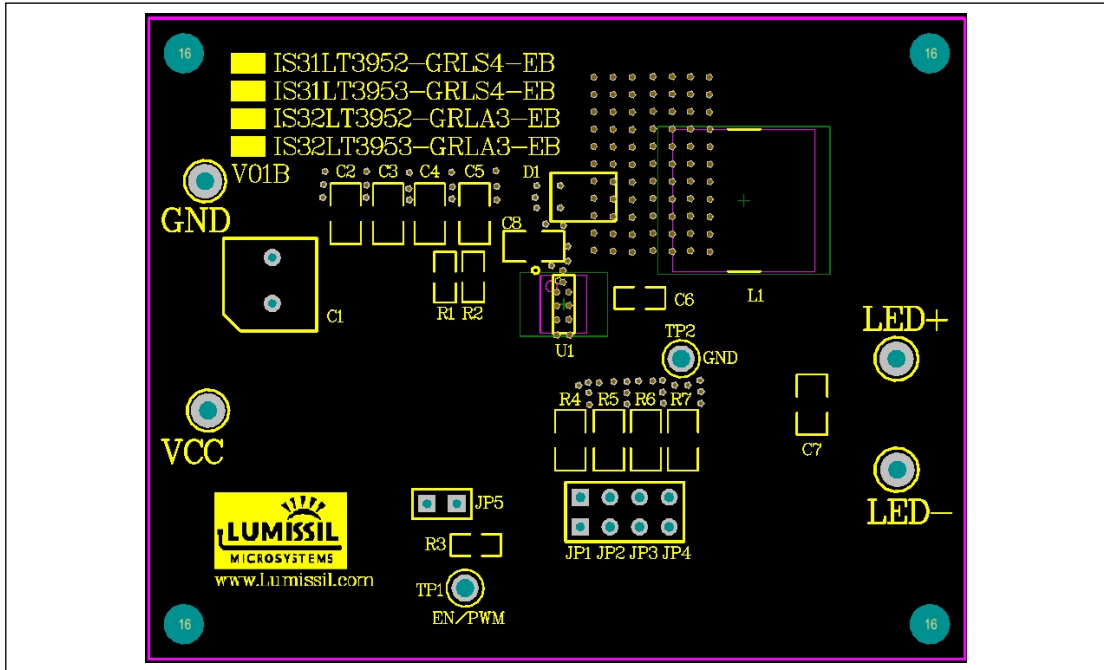 16
16
IS31LT3952-GRLS4-EB
IS31LT3953-GRLS4-EB
IS32LT3952-GRLA3-EB
IS32LT3953-GRLA3-EB
V01B
C2 C3 C4 C5 D1
GND
C8
R1 R2
C1
U1
C6
L1
TP2
GND
LED+
R4 R5 R6 R7
VCC
C7
LED-
JP5
JP1 JP2 JP3 JP4
R3
LUMISSIL
MICROSYSTEMS
www.Lumissil.com
TP1
EN/PWM
16
16